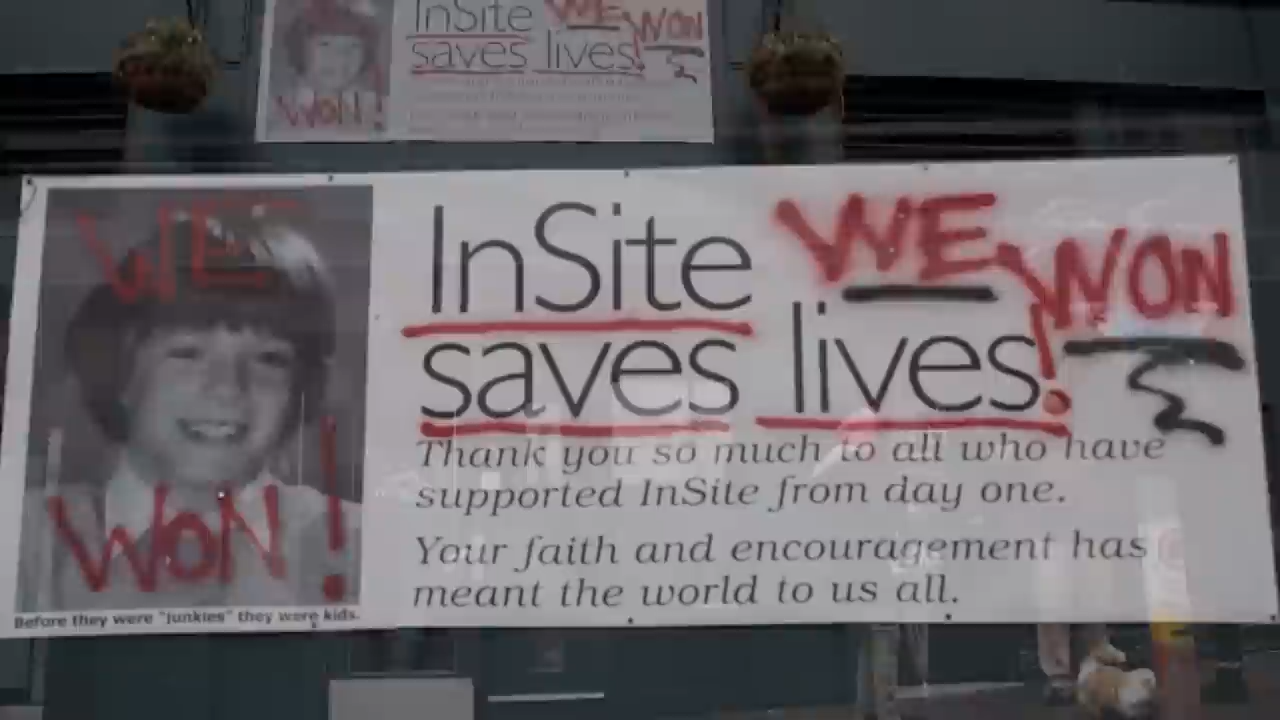 InSite WE WON
saves lives!
WON!
WE
WON!
Before they were "junkies" they were kids.
InSite WE WON
saves lives!
Thank you so much to all who have
supported InSite from day one.
Your faith and encouragement has
meant the world to us all.